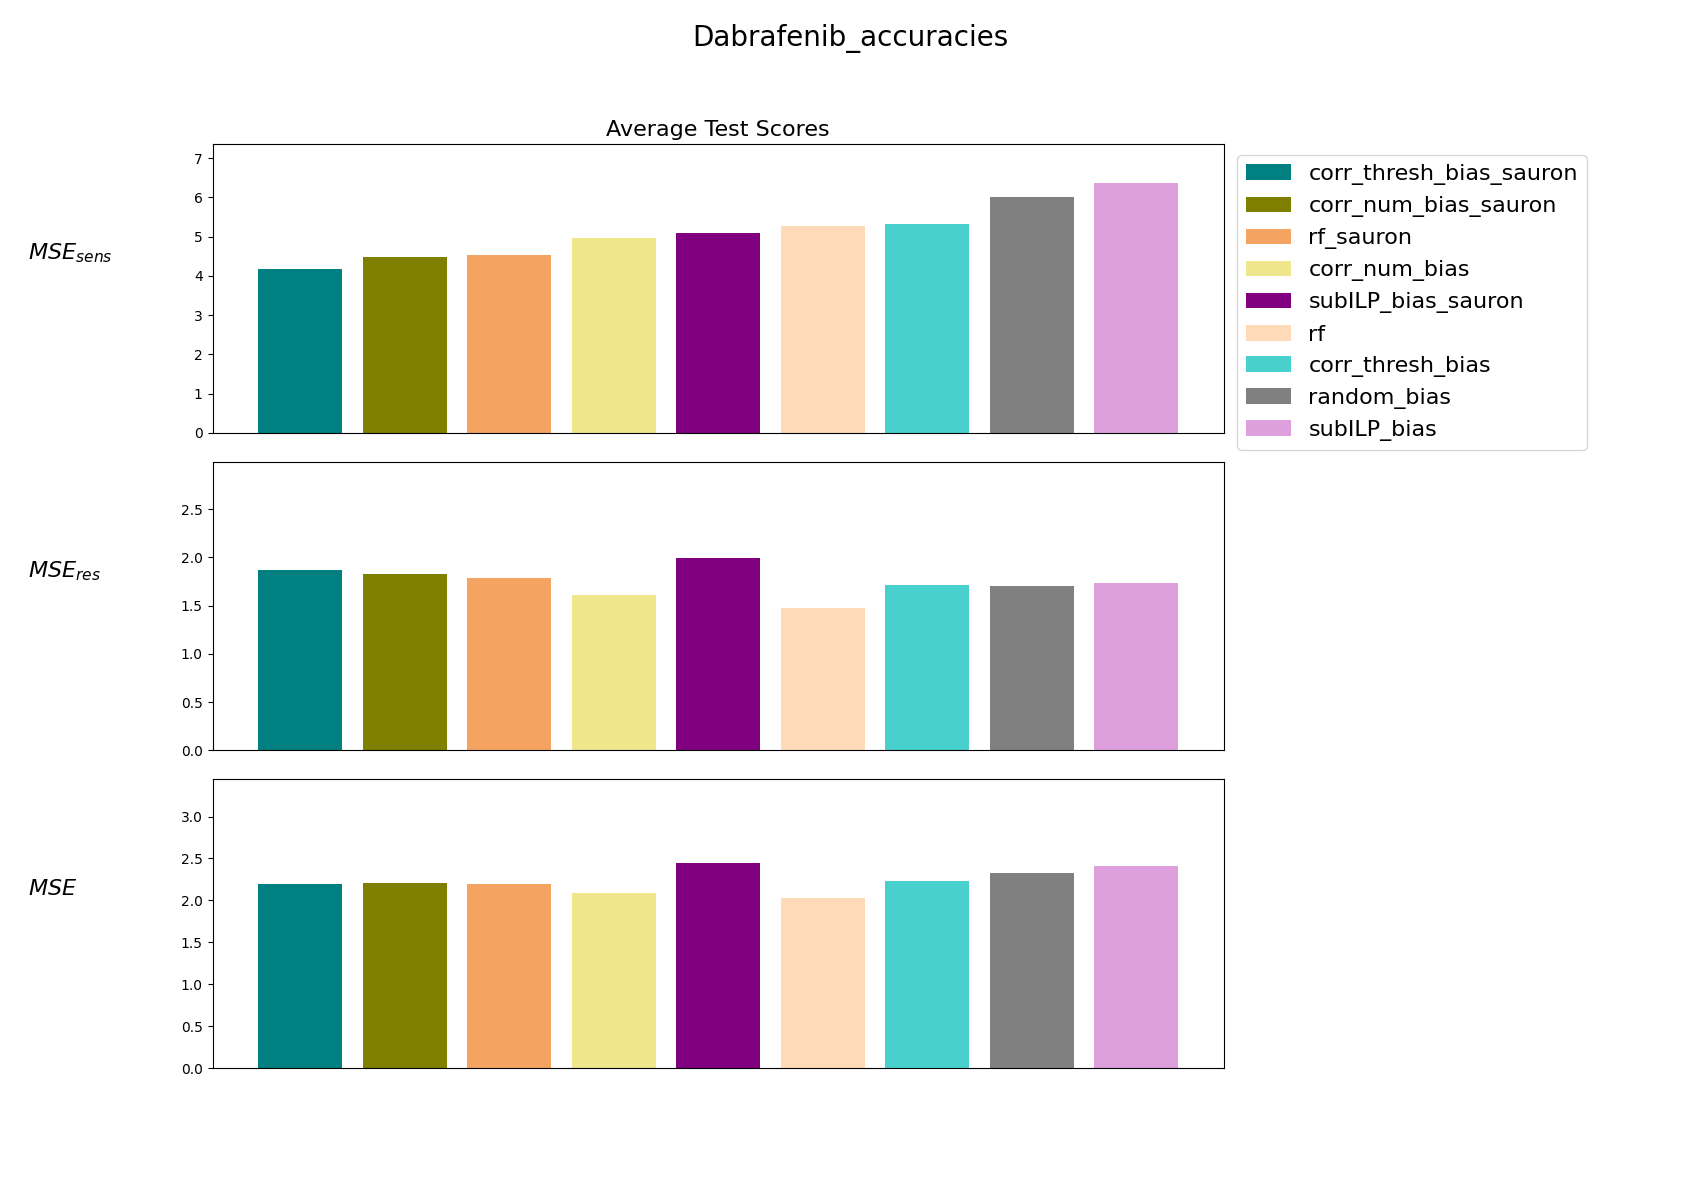 Dabrafenib_accuracies
Average Test Scores
MSE_sens
7
6
5
4
3
2
1
0
corr_thresh_bias_sauron
corr_num_bias_sauron
rf_sauron
corr_num_bias
subILP_bias_sauron
rf
corr_thresh_bias
random_bias
subILP_bias
MSE_res
2.5
2.0
1.5
1.0
0.5
0.0
MSE
3.0
2.5
2.0
1.5
1.0
0.5
0.0